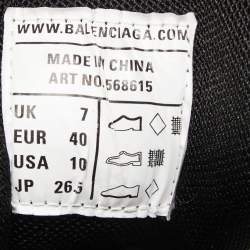 WWW.BALENCIAGA.COM
MADE IN CHINA
ART NO.568615
UK 7
EUR 40
USA 10
JP 265